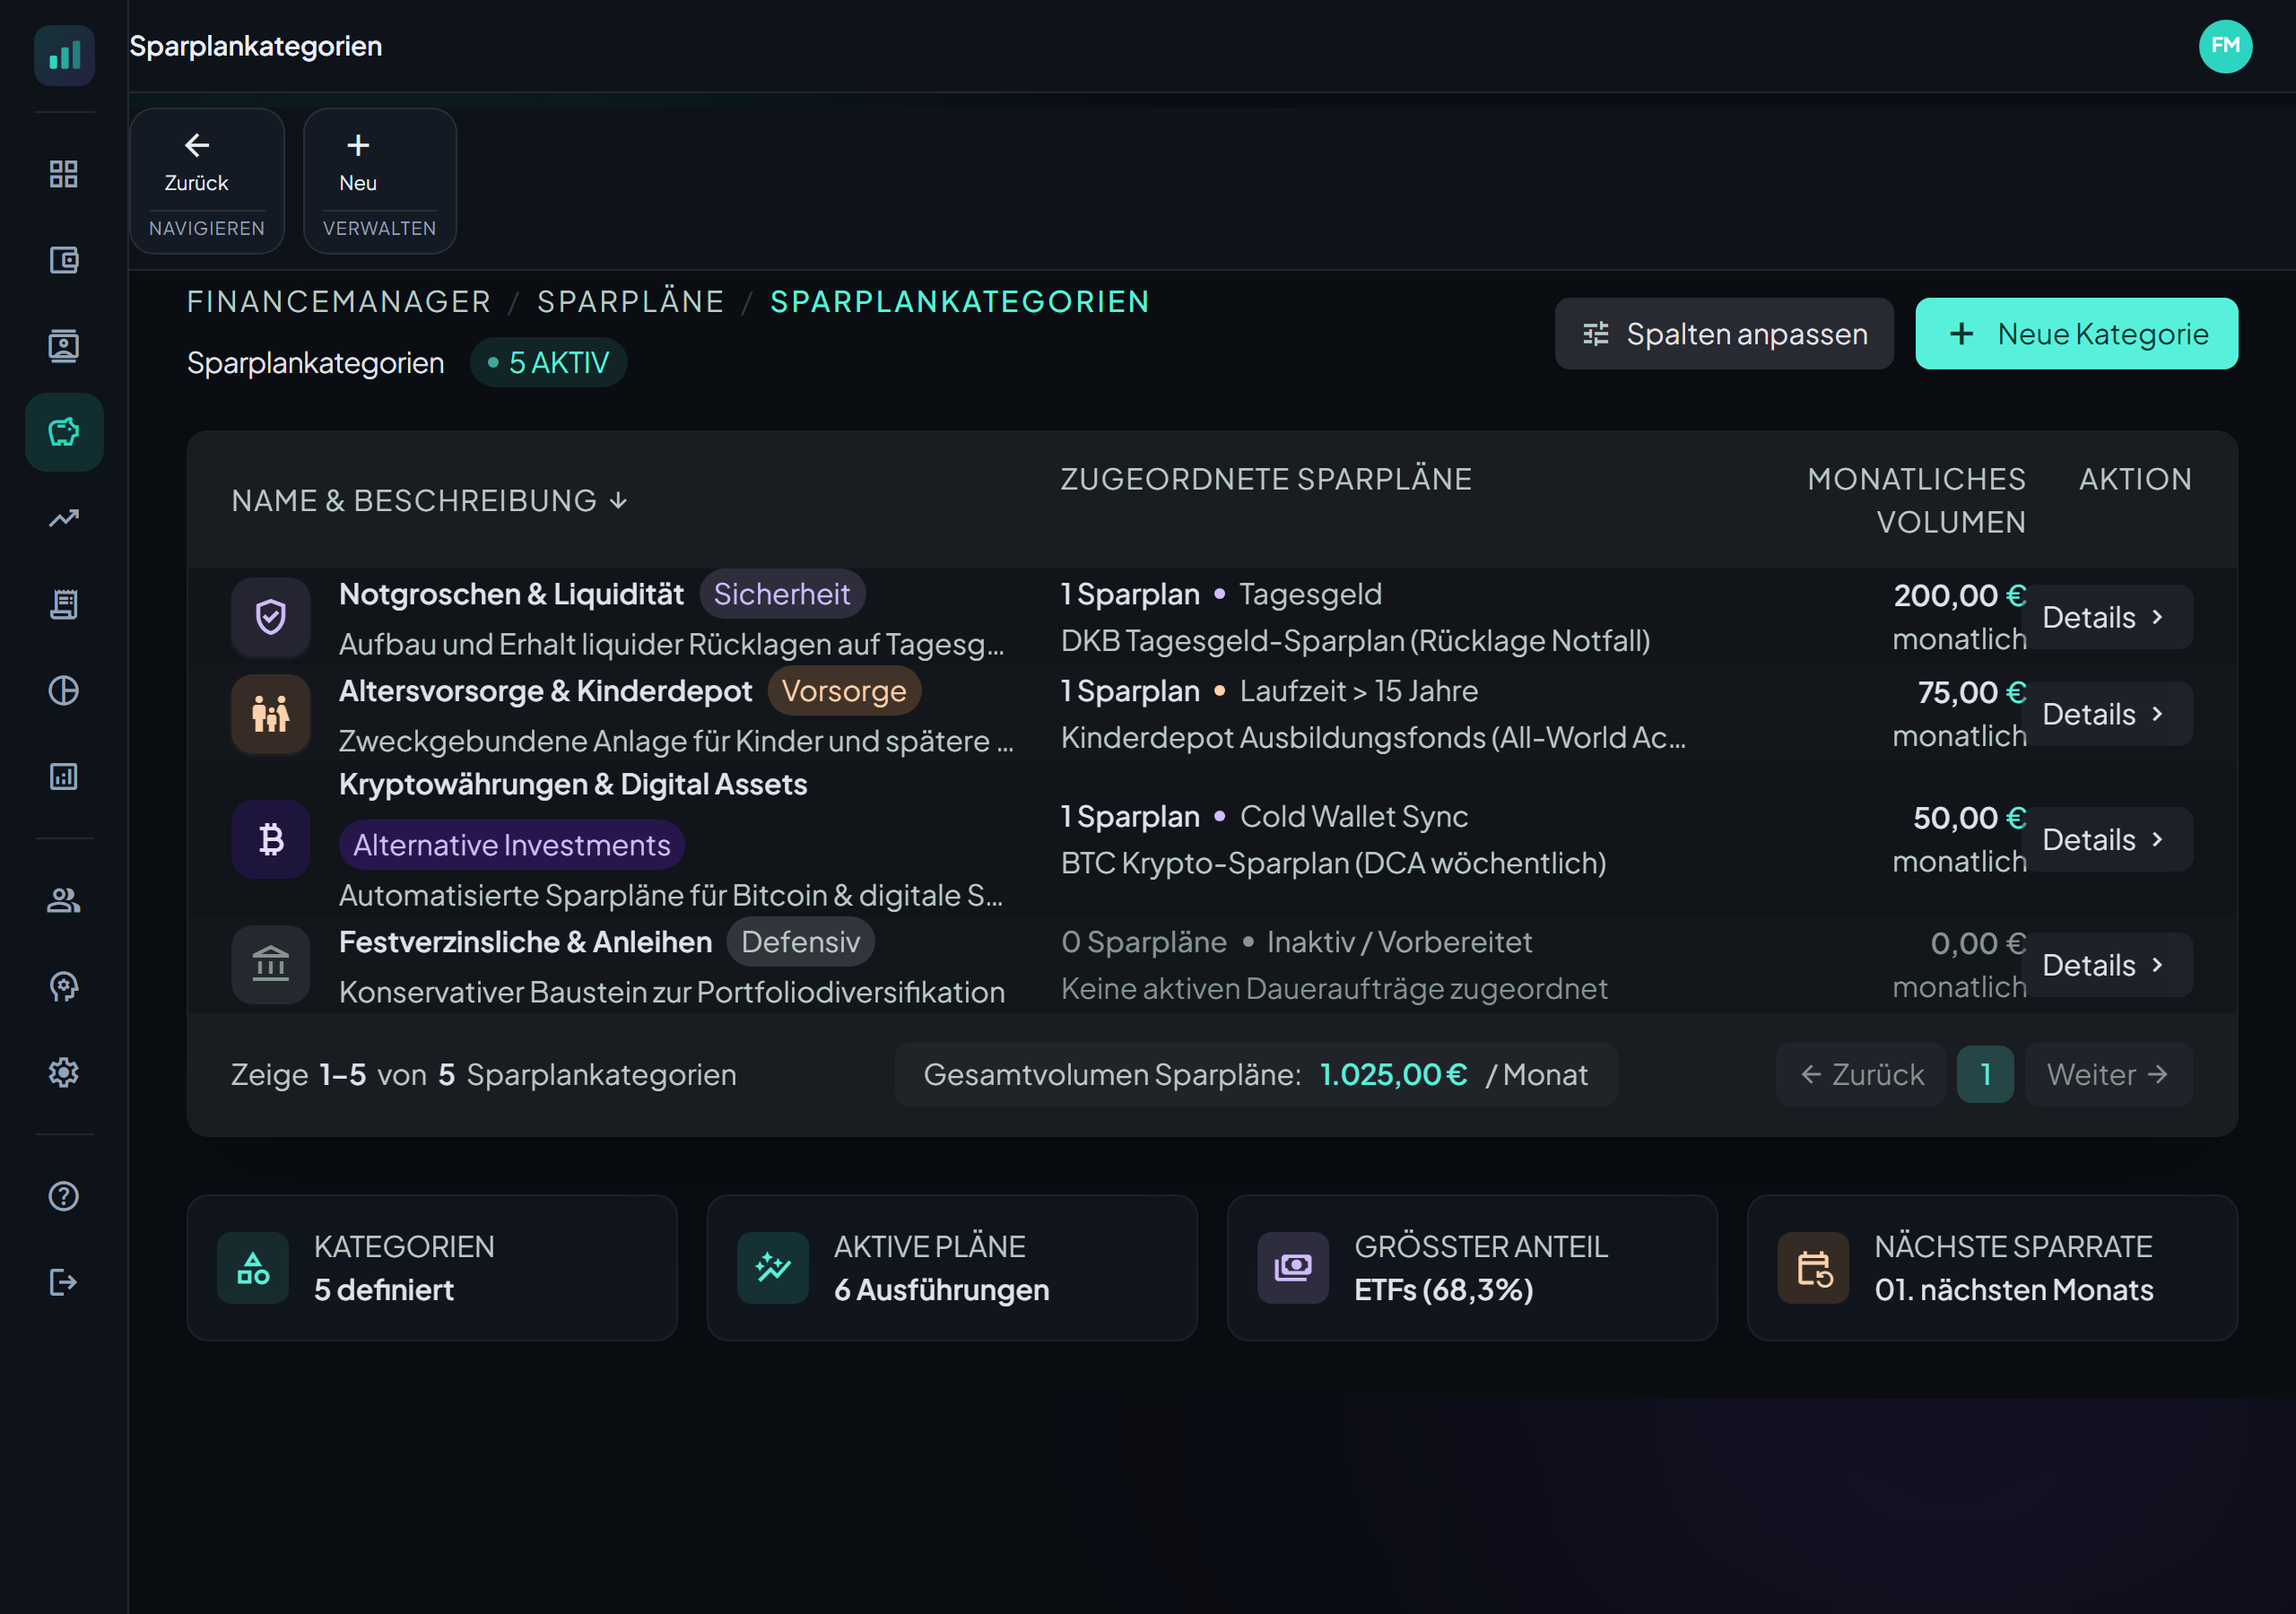 Sparplankategorien
FM
Zurück
NAVIGIEREN
Neu
VERWALTEN
FINANCEMANAGER / SPARPLÄNE / SPARPLANKATEGORIEN
Sparplankategorien
5 AKTIV
Spalten anpassen
Neue Kategorie
NAME & BESCHREIBUNG
ZUGEORDNETE SPARPLÄNE
MONATLICHES
VOLUMEN
AKTION
Notgroschen & Liquidität Sicherheit
Aufbau und Erhalt liquider Rücklagen auf Tagesg...
1 Sparplan • Tagesgeld
DKB Tagesgeld-Sparplan (Rücklage Notfall)
200,00 €
monatlich
Details
Altersvorsorge & Kinderdepot Vorsorge
Zweckgebundene Anlage für Kinder und spätere ...
1 Sparplan • Laufzeit > 15 Jahre
Kinderdepot Ausbildungsfonds (All-World Ac...
75,00 €
monatlich
Details
Kryptowährungen & Digital Assets
Alternative Investments
Automatisierte Sparpläne für Bitcoin & digitale S...
1 Sparplan • Cold Wallet Sync
BTC Krypto-Sparplan (DCA wöchentlich)
50,00 €
monatlich
Details
Festverzinsliche & Anleihen Defensiv
Konservativer Baustein zur Portfoliodiversifikation
0 Sparpläne • Inaktiv / Vorbereitet
Keine aktiven Daueraufträge zugeordnet
0,00 €
monatlich
Details
Zeige 1–5 von 5 Sparplankategorien
Gesamtvolumen Sparpläne: 1.025,00 € / Monat
Zurück
1
Weiter
KATEGORIEN
5 definiert
AKTIVE PLÄNE
6 Ausführungen
GRÖSSTER ANTEIL
ETFs (68,3%)
NÄCHSTE SPARRATE
01. nächsten Monats